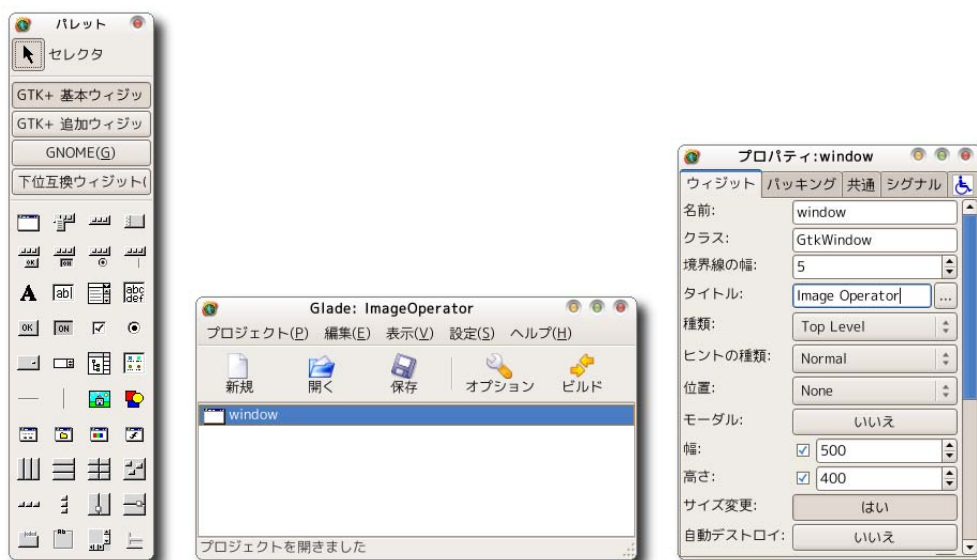 パレット
セレクタ
GTK+ 基本ウィジッ
GTK+ 追加ウィジッ
GNOME(G)
下位互換ウィジット(
Glade: ImageOperator
プロジェクト(P) 編集(E) 表示(V) 設定(S) ヘルプ(H)
新規 開く 保存 オプション ビルド
window
プロジェクトを開きました
プロパティ:window
ウィジット パッキング 共通 シグナル
名前: window
クラス: GtkWindow
境界線の幅: 5
タイトル: Image Operator ...
種類: Top Level
ヒントの種類: Normal
位置: None
モーダル: いいえ
幅: 500
高さ: 400
サイズ変更: はい
自動デストロイ: いいえ